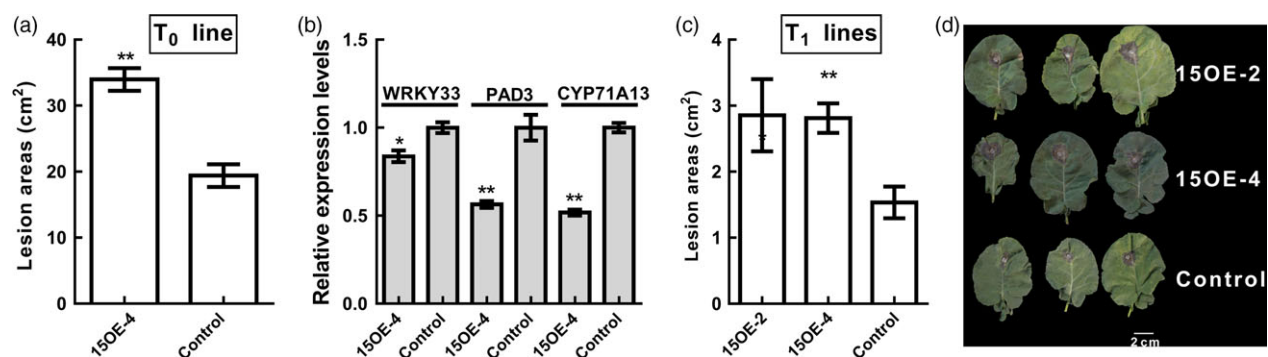 (a)
T0 line
Lesion areas (cm2)
40
30
20
10
0
**
15OE-4
Control
(b)
Relative expression levels
1.5
1.0
0.5
0.0
WRKY33
PAD3
CYP71A13
*
**
**
15OE-4
Control
15OE-4
Control
15OE-4
Control
(c)
T1 lines
Lesion areas (cm2)
4
3
2
1
0
*
**
15OE-2
15OE-4
Control
(d)
15OE-2
15OE-4
Control
2 cm